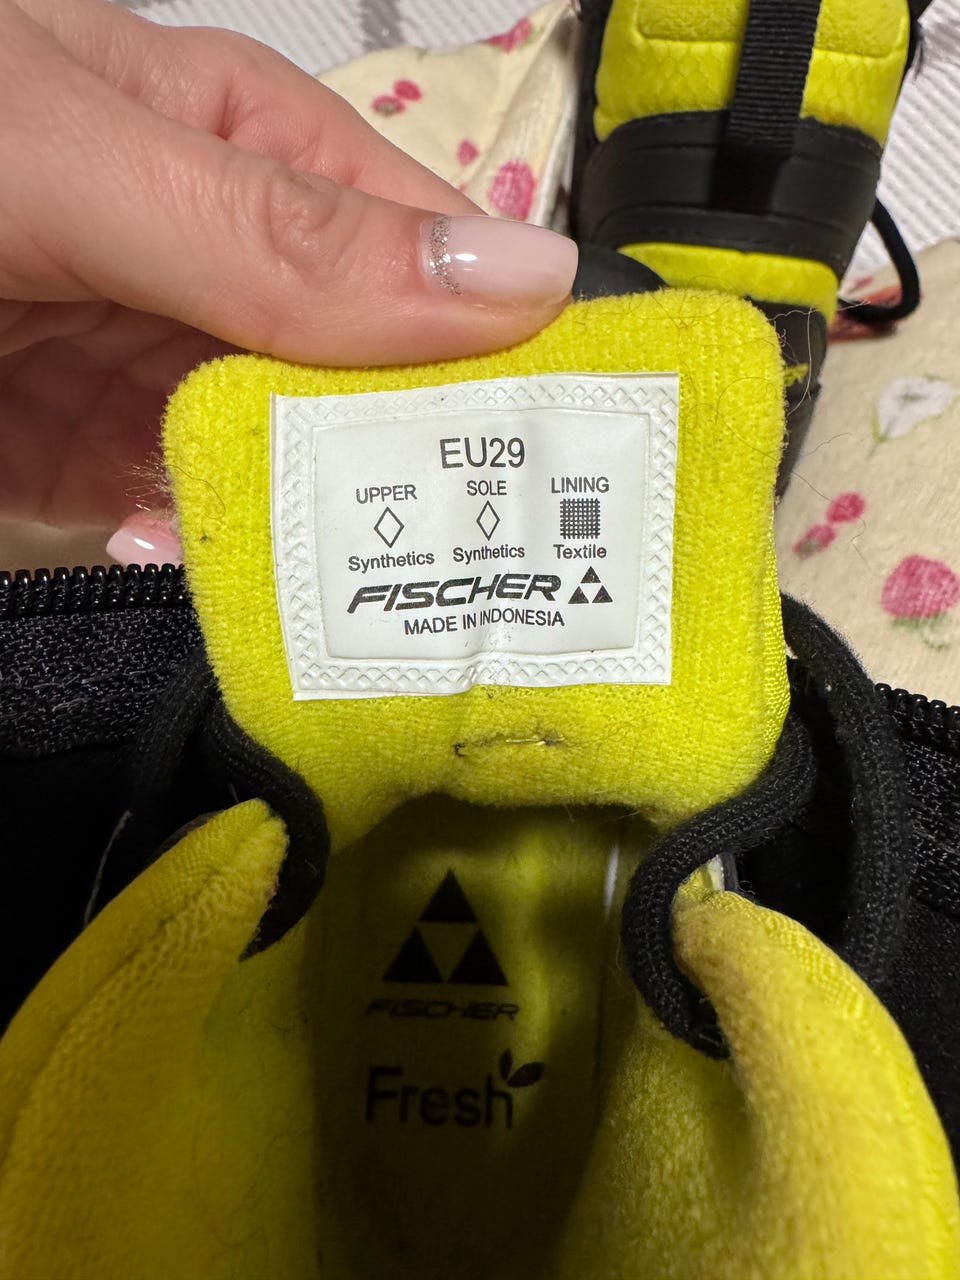 EU29
UPPER SOLE LINING
Synthetics Synthetics Textile
FISCHER
MADE IN INDONESIA
FISCHER
Fresh